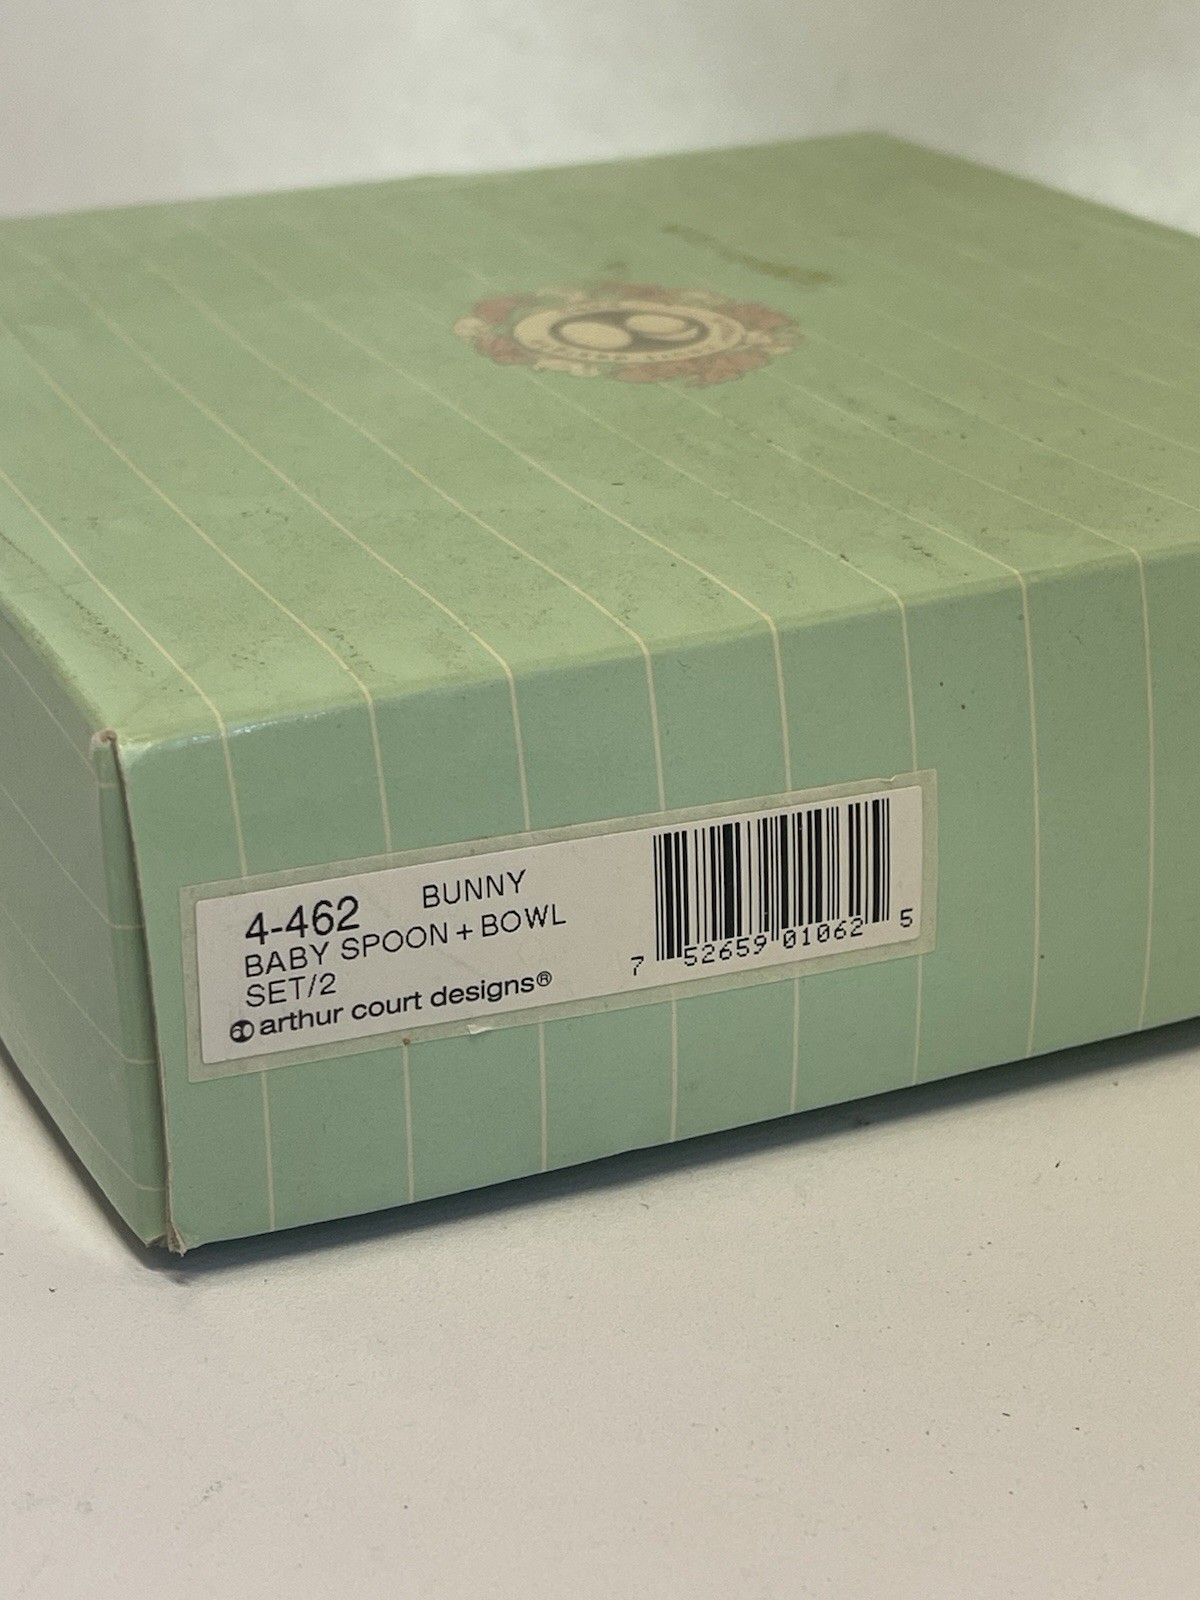 4-462 BUNNY
BABY SPOON + BOWL
SET/2
arthur court designs®
7 52659 01062 5